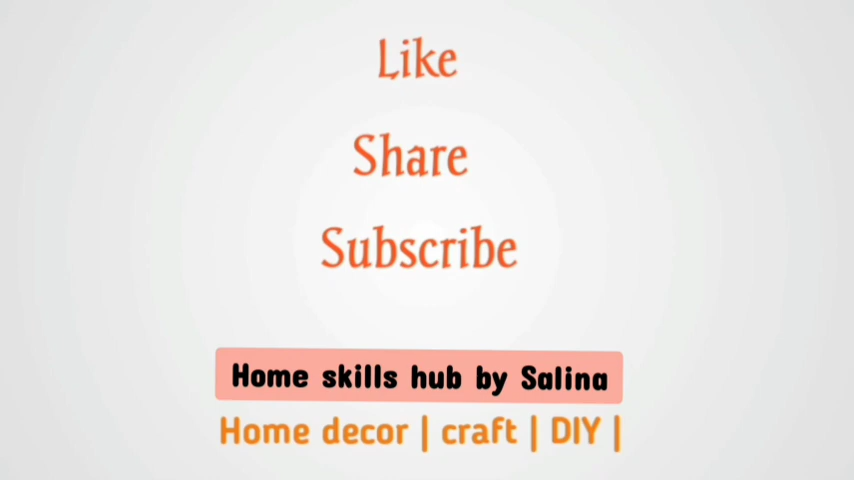 Like
Share
Subscribe
Home skills hub by Salina
Home decor | craft | DIY |